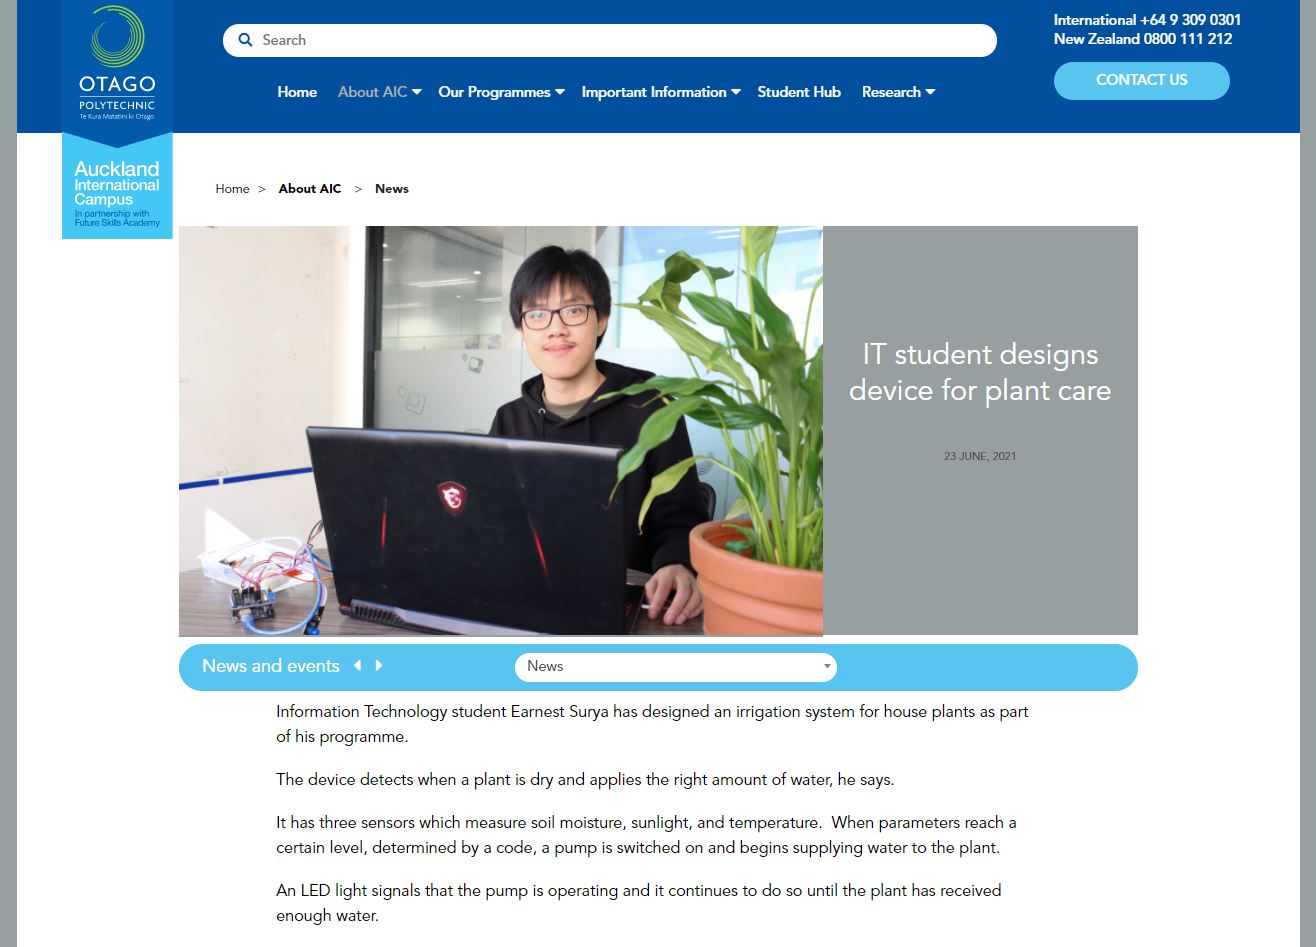 OTAGO
POLYTECHNIC
Te Kura Matatini ki Otago
Auckland
International
Campus
In partnership with
Future Skills Academy
Search
International +64 9 309 0301
New Zealand 0800 111 212
CONTACT US
Home About AIC Our Programmes Important Information Student Hub Research
Home > About AIC > News
IT student designs
device for plant care
23 JUNE, 2021
News and events News
Information Technology student Earnest Surya has designed an irrigation system for house plants as part
of his programme.
The device detects when a plant is dry and applies the right amount of water, he says.
It has three sensors which measure soil moisture, sunlight, and temperature.  When parameters reach a
certain level, determined by a code, a pump is switched on and begins supplying water to the plant.
An LED light signals that the pump is operating and it continues to do so until the plant has received
enough water.